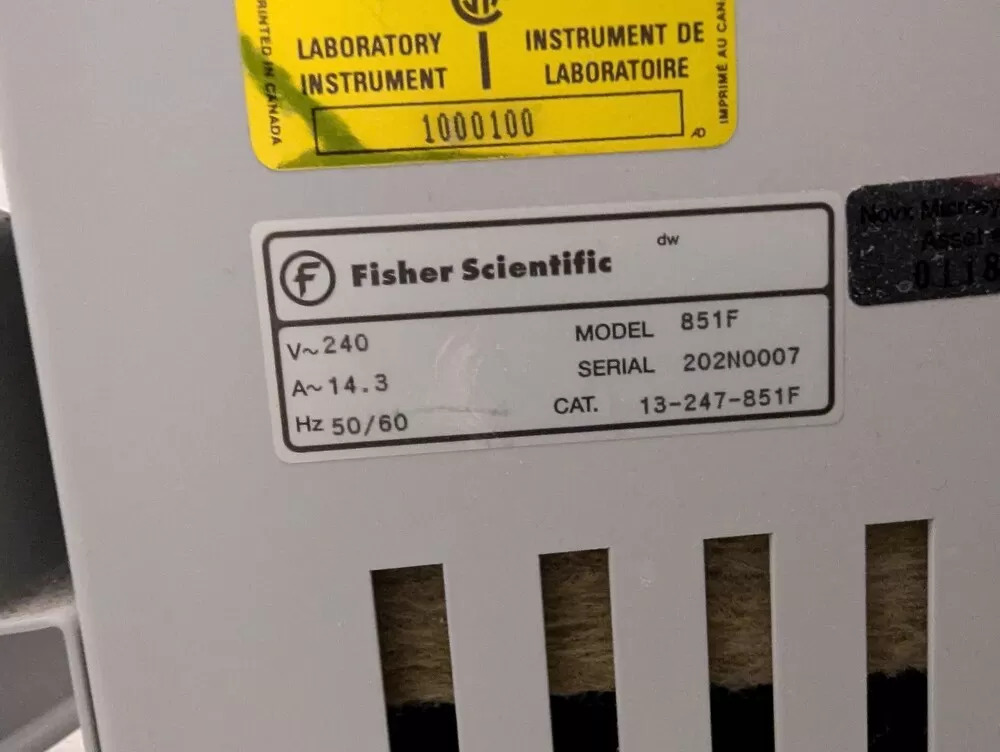 PRINTED IN CANADA
LABORATORY
INSTRUMENT
INSTRUMENT DE
LABORATOIRE
IMPRIMÉ AU CAN
1000100
Fisher Scientific
dw
V~ 240
A~ 14.3
Hz 50/60
MODEL 851F
SERIAL 202N0007
CAT. 13-247-851F
0118